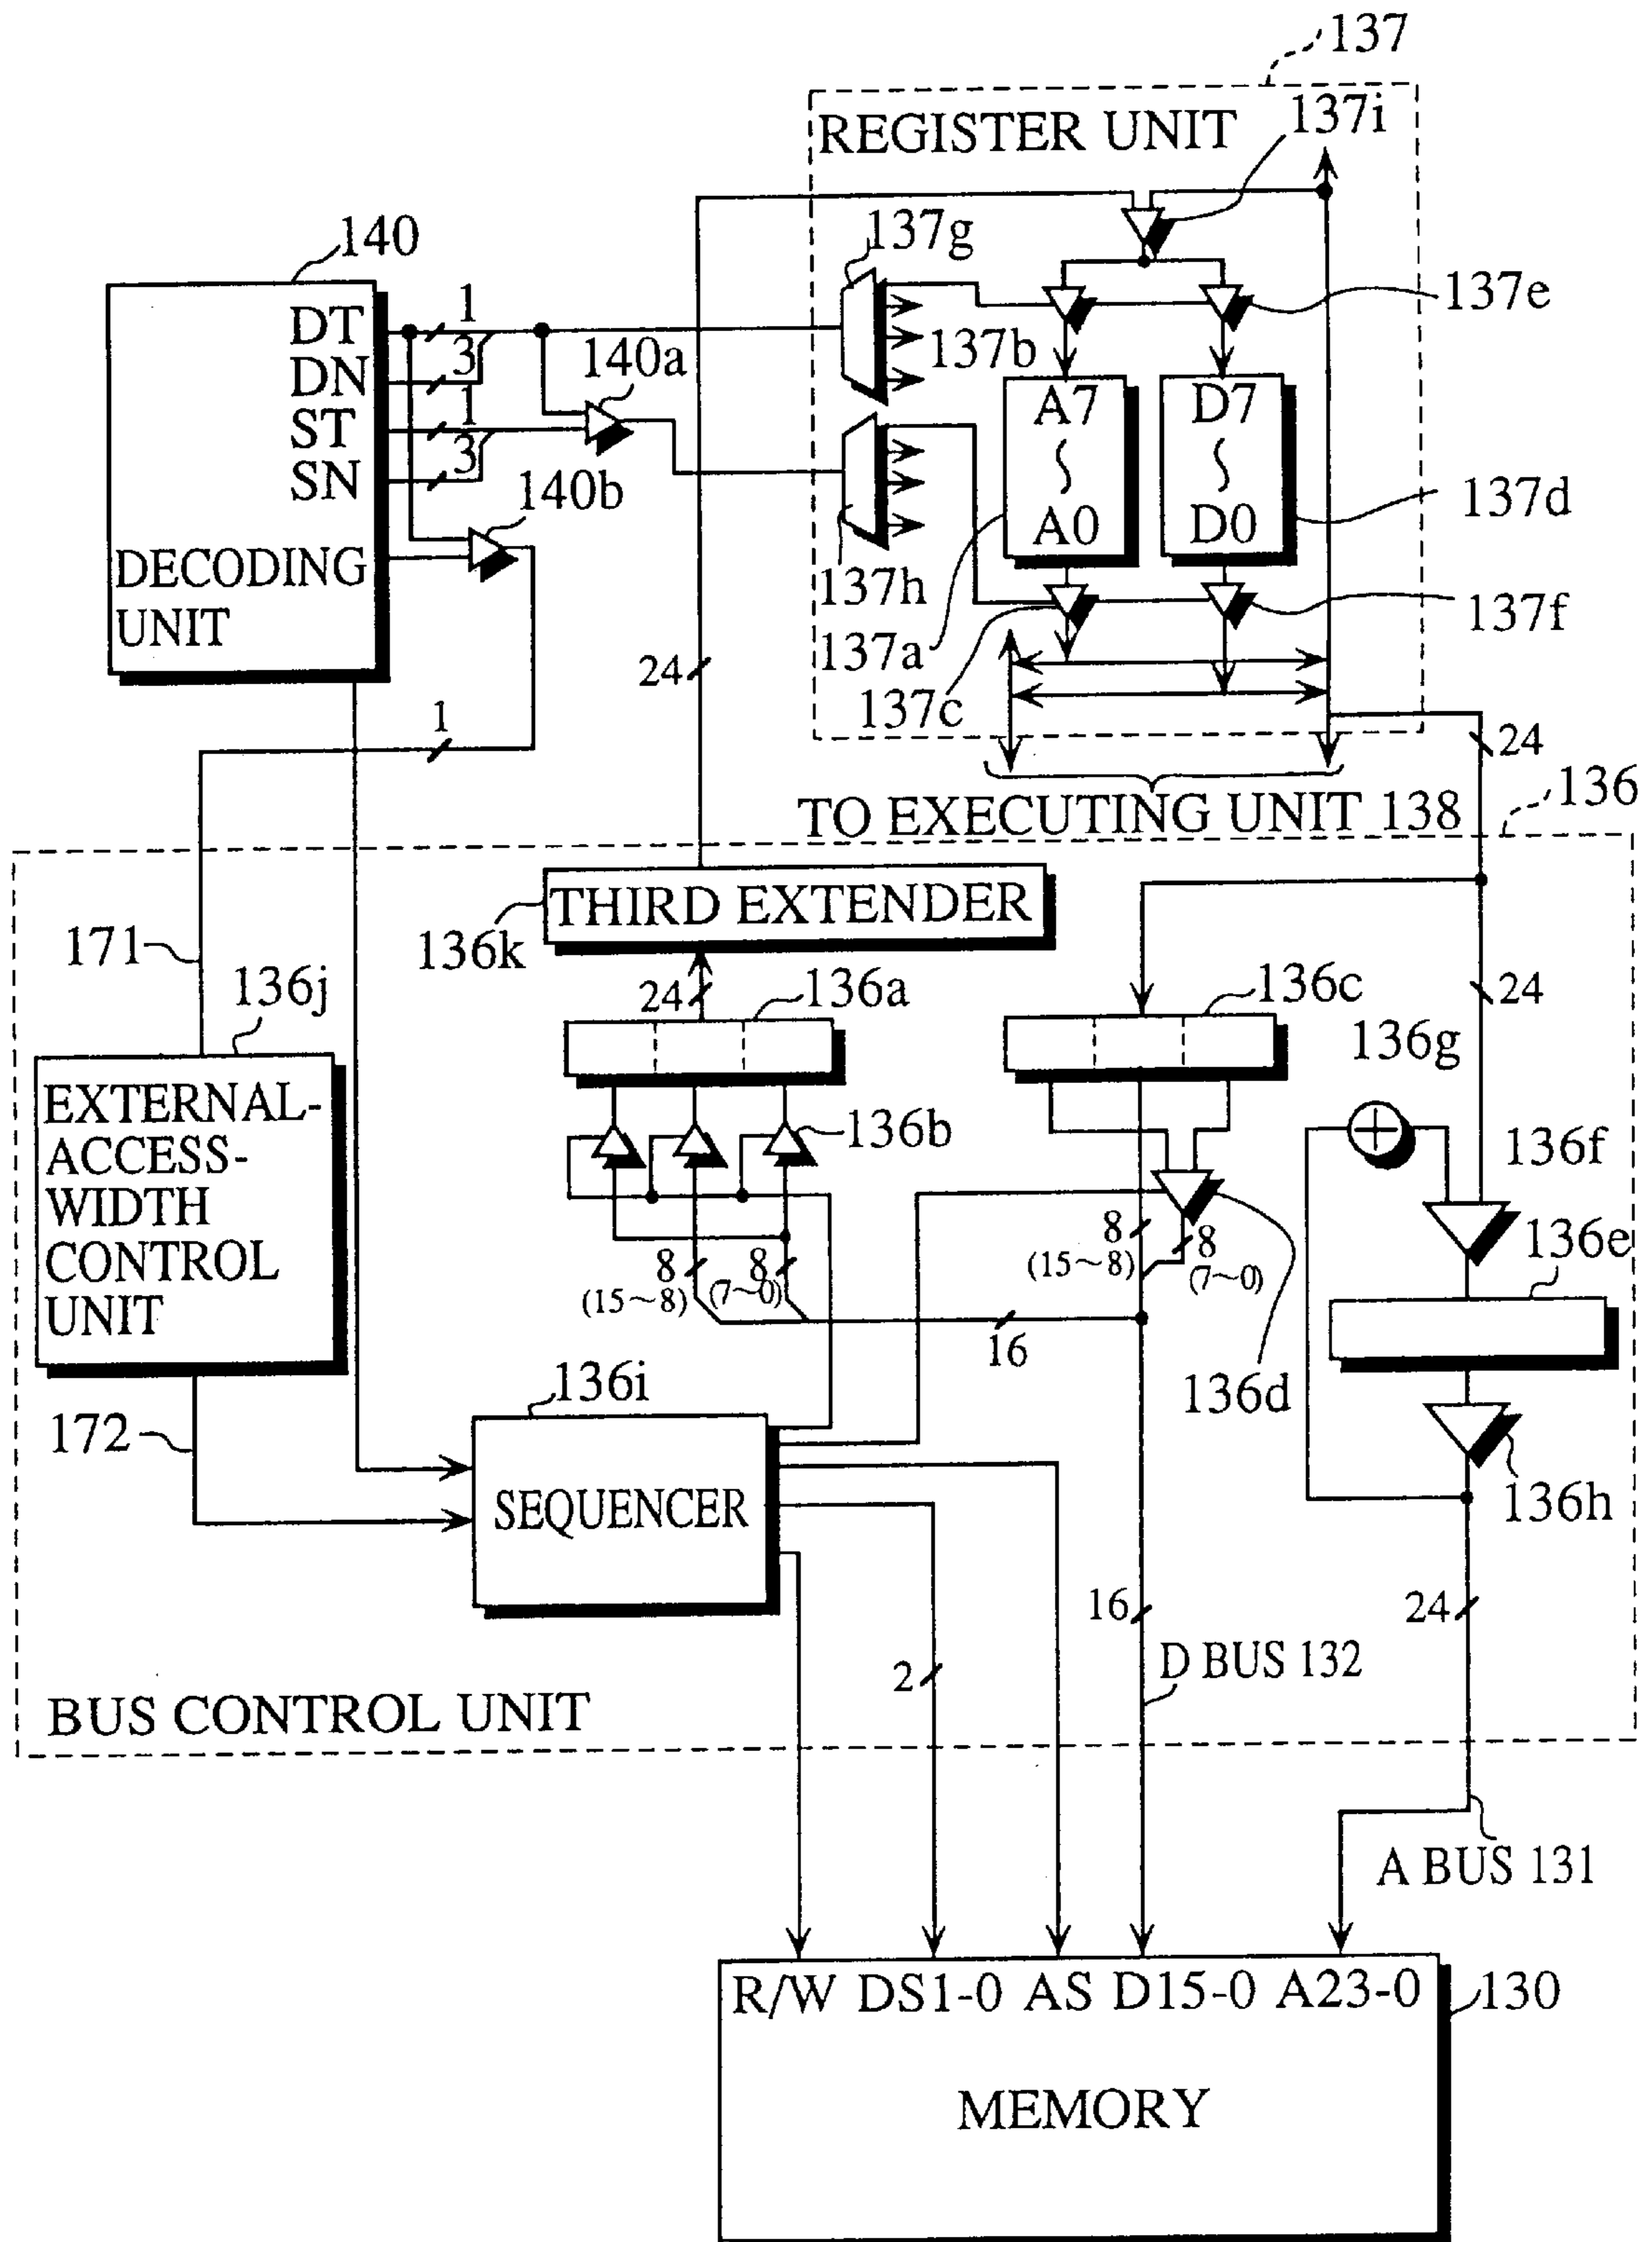 137
REGISTER UNIT
137i
140
137g
DT
1
137e
DN
3
140a
137b
ST
1
A7
D7
SN
3
140b
A0
D0
137d
DECODING
UNIT
137h
137f
137a
24
137c
1
24
TO EXECUTING UNIT 138
136
THIRD EXTENDER
136k
171
136j
24
136a
136c
24
136g
EXTERNAL-
ACCESS-
WIDTH
CONTROL
UNIT
136b
136f
8
(15~8)
8
(7~0)
8
(15~8)
8
(7~0)
136e
16
136d
136i
172
SEQUENCER
136h
16
24
2
D BUS 132
BUS CONTROL UNIT
A BUS 131
R/W DS1-0 AS D15-0 A23-0
130
MEMORY